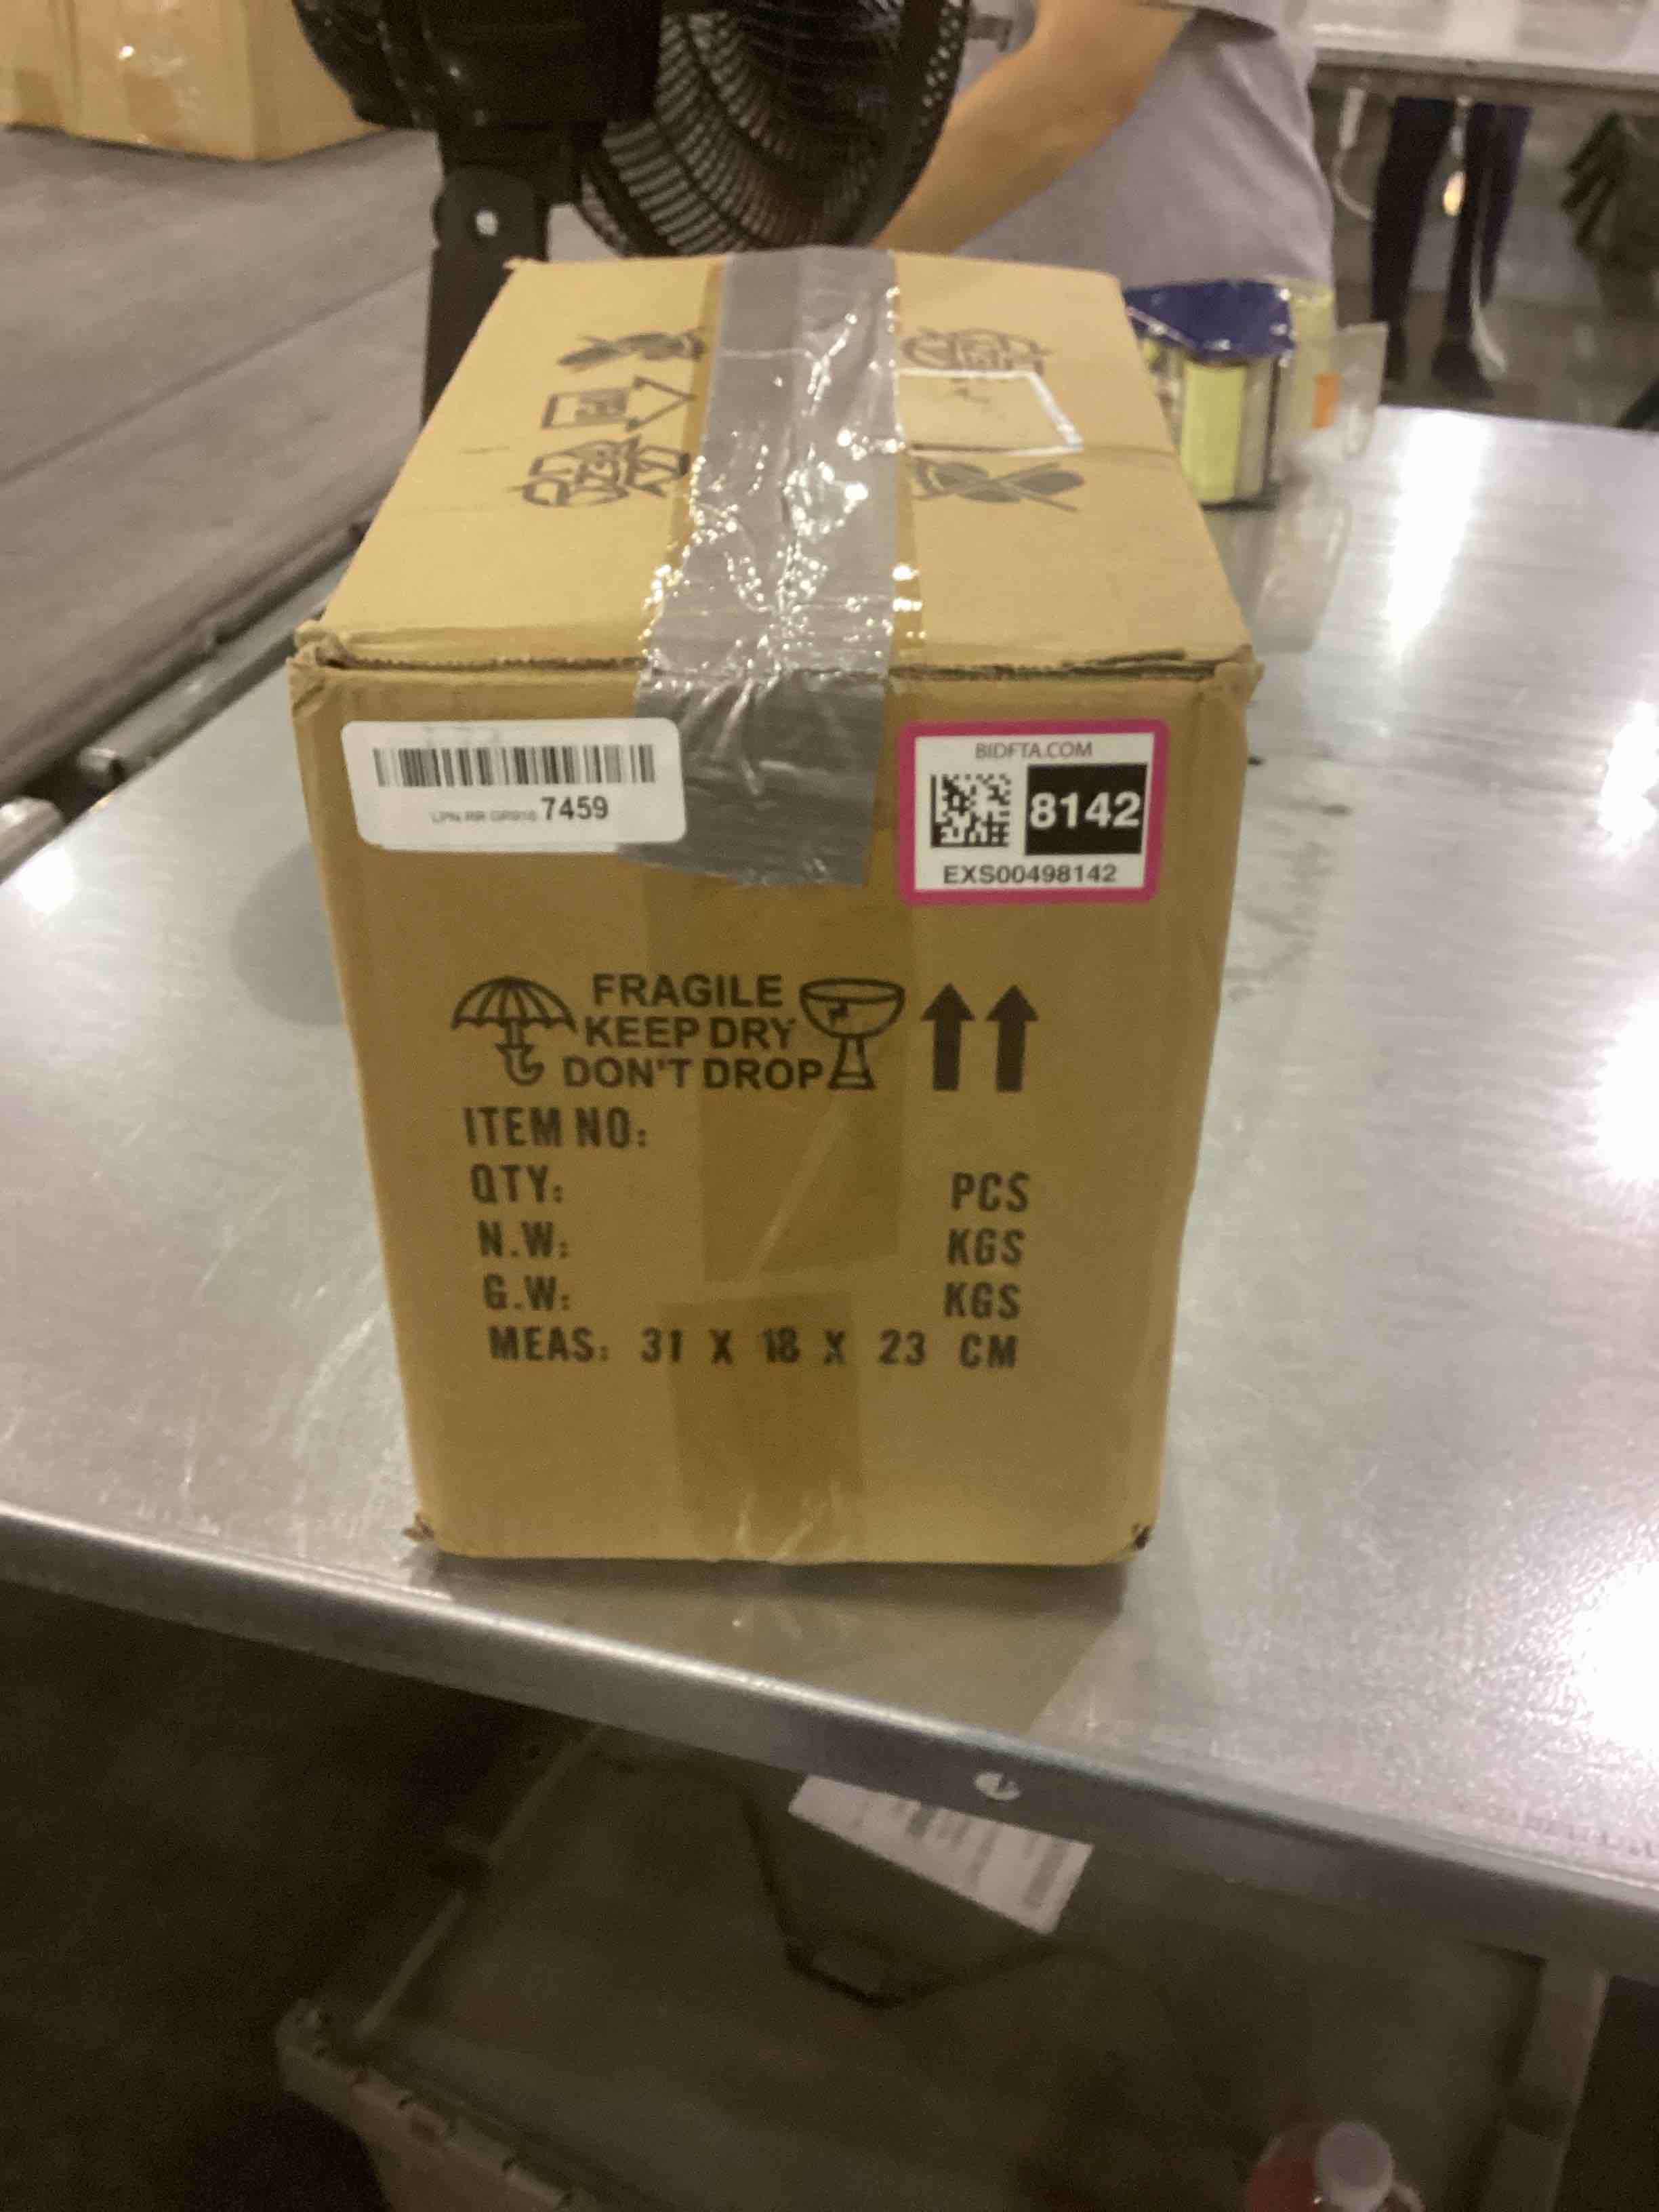 7459
BIDFTA.COM
8142
EXS00498142
FRAGILE
KEEP DRY
DON'T DROP
ITEM NO:
QTY: PCS
N.W: KGS
G.W: KGS
MEAS: 31 X 18 X 23 CM